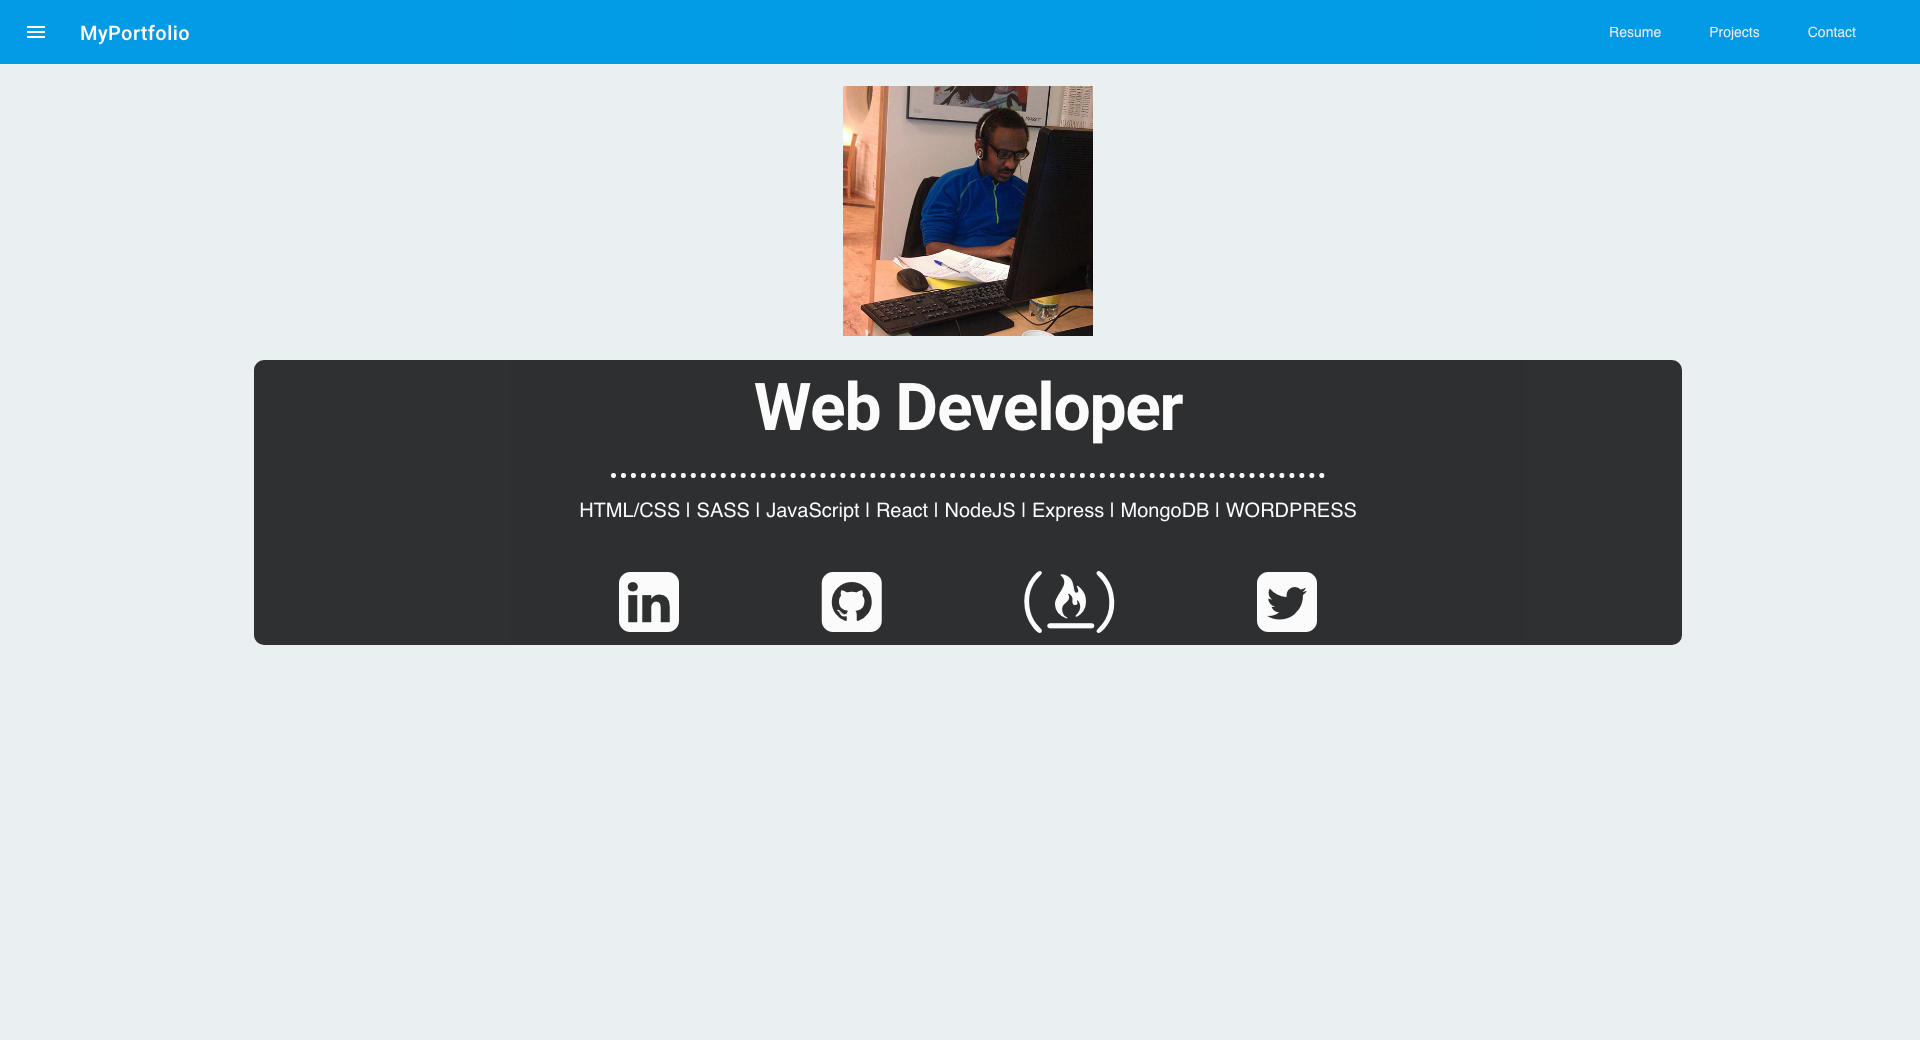 MyPortfolio
Resume Projects Contact
Web Developer
HTML/CSS | SASS | JavaScript | React | NodeJS | Express | MongoDB | WORDPRESS
in